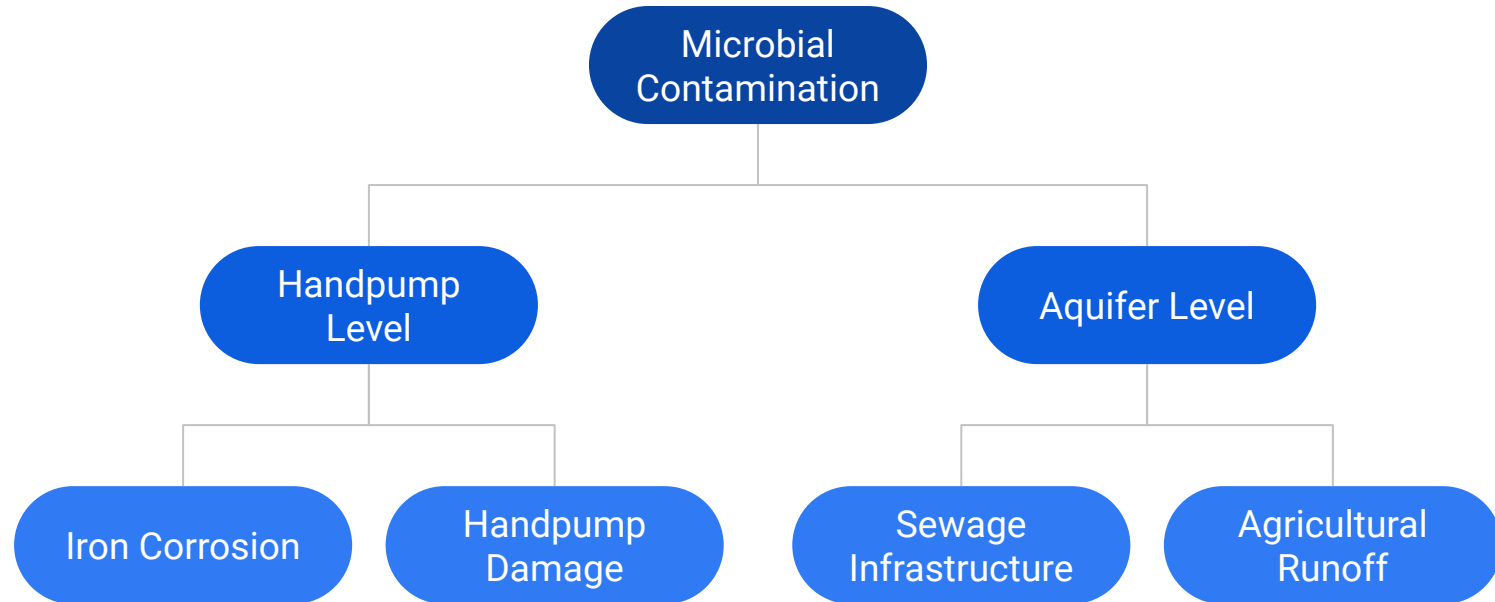 Microbial
Contamination
Handpump
Level
Aquifer Level
Iron Corrosion
Handpump
Damage
Sewage
Infrastructure
Agricultural
Runoff